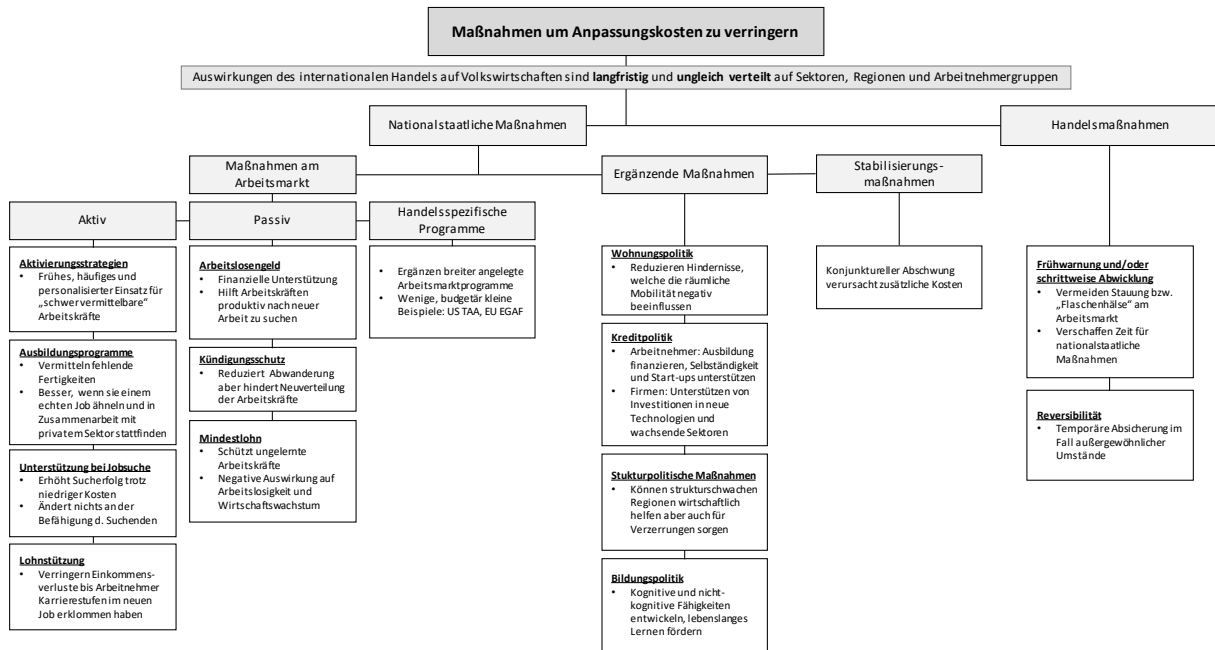 Maßnahmen um Anpassungskosten zu verringern
Auswirkungen des internationalen Handels auf Volkswirtschaften sind langfristig und ungleich verteilt auf Sektoren, Regionen und Arbeitnehmergruppen
Nationalstaatliche Maßnahmen
Handelsmaßnahmen
Maßnahmen am
Arbeitsmarkt
Ergänzende Maßnahmen
Stabilisierungs-
maßnahmen
Aktiv
Passiv
Handelsspezifische
Programme
Aktivierungsstrategien
• Frühes, häufiges und
personalisierter Einsatz für
„schwer vermittelbare“
Arbeitskräfte
Ausbildungsprogramme
• Vermitteln fehlende
Fertigkeiten
• Besser, wenn sie einem
echten Job ähneln und in
Zusammenarbeit mit
privatem Sektor stattfinden
Unterstützung bei Jobsuche
• Erhöht Sucherfolg trotz
niedriger Kosten
• Ändert nichts an der
Befähigung d. Suchenden
Lohnstützung
• Verringern Einkommens-
verluste bis Arbeitnehmer
Karrierestufen im neuen
Job erklommen haben
Arbeitslosengeld
• Finanzielle Unterstützung
• Hilft Arbeitskräften
produktiv nach neuer
Arbeit zu suchen
Kündigungsschutz
• Reduziert Abwanderung
aber hindert Neuverteilung
der Arbeitskräfte
Mindestlohn
• Schützt ungelernte
Arbeitskräfte
• Negative Auswirkung auf
Arbeitslosigkeit und
Wirtschaftswachstum
• Ergänzen breiter angelegte
Arbeitsmarktprogramme
• Wenige, budgetär kleine
Beispiele: US TAA, EU EGAF
Wohnungspolitik
• Reduzieren Hindernisse,
welche die räumliche
Mobilität negativ
beeinflussen
Kreditpolitik
• Arbeitnehmer: Ausbildung
finanzieren, Selbständigkeit
und Start-ups unterstützen
• Firmen: Unterstützen von
Investitionen in neue
Technologien und
wachsende Sektoren
Stukturpolitische Maßnahmen
• Können strukturschwachen
Regionen wirtschaftlich
helfen aber auch für
Verzerrungen sorgen
Bildungspolitik
• Kognitive und nicht-
kognitive Fähigkeiten
entwickeln, lebenslanges
Lernen fördern
Konjunktureller Abschwung
verursacht zusätzliche Kosten
Frühwarnung und/oder
schrittweise Abwicklung
• Vermeiden Stauung bzw.
„Flaschenhälse“ am
Arbeitsmarkt
• Verschaffen Zeit für
nationalstaatliche
Maßnahmen
Reversibilität
• Temporäre Absicherung im
Fall außergewöhnlicher
Umstände